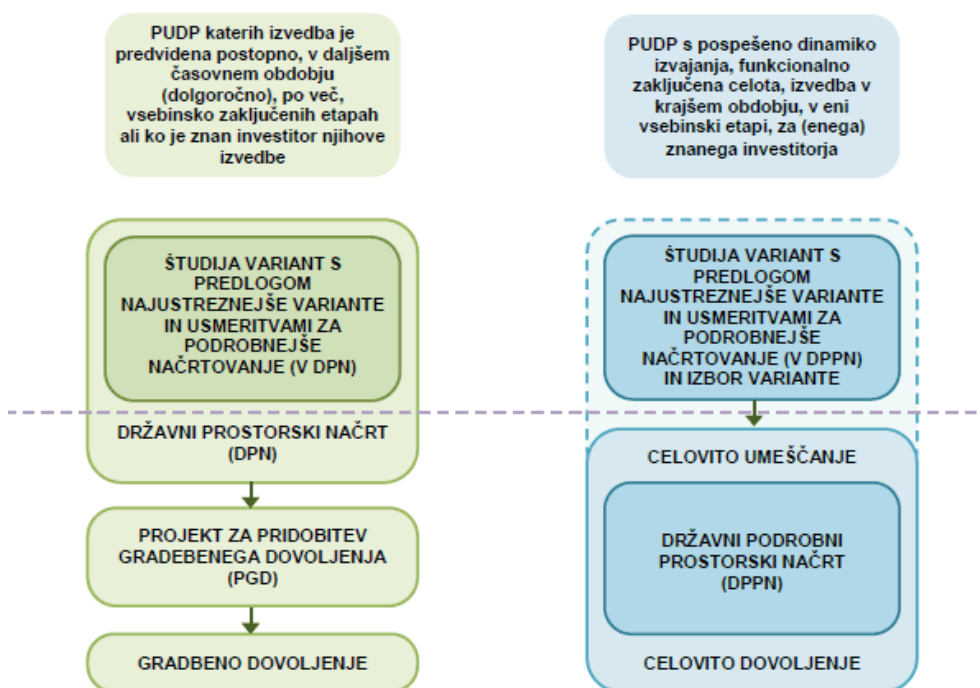 PUDP katerih izvedba je
predvidena postopno, v daljšem
časovnem obdobju
(dolgoročno), po več,
vsebinsko zaključenih etapah
ali ko je znan investitor njihove
izvedbe
PUDP s pospešeno dinamiko
izvajanja, funkcionalno
zaključena celota, izvedba v
krajšem obdobju, v eni
vsebinski etapi, za (enega)
znanega investitorja
ŠTUDIJA VARIANT S
PREDLOGOM
NAJUSTREZNEJŠE VARIANTE
IN USMERITVAMI ZA
PODROBNEJŠE
NAČRTOVANJE (V DPN)
DRŽAVNI PROSTORSKI NAČRT
(DPN)
PROJEKT ZA PRIDOBITEV
GRADEBENEGA DOVOLJENJA
(PGD)
GRADBENO DOVOLJENJE
ŠTUDIJA VARIANT S
PREDLOGOM
NAJUSTREZNEJŠE VARIANTE
IN USMERITVAMI ZA
PODROBNEJŠE
NAČRTOVANJE (V DPPN)
IN IZBOR VARIANTE
CELOVITO UMEŠČANJE
DRŽAVNI PODROBNI
PROSTORSKI NAČRT
(DPPN)
CELOVITO DOVOLJENJE